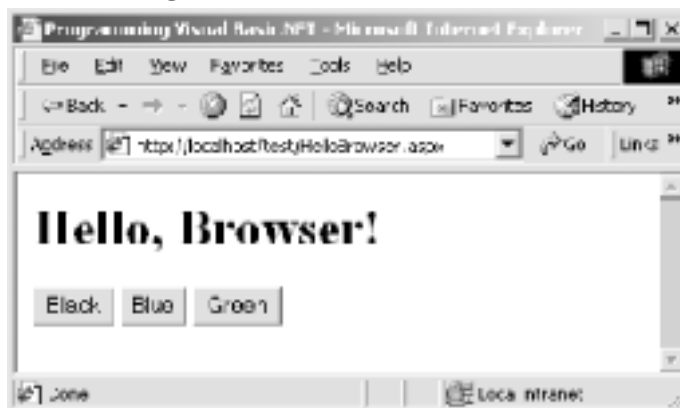 Programming Visual Basic .NET - Microsoft Internet Explorer
File Edit View Favorites Tools Help
Back Search Favorites History »
Address http://localhost/test/HelloBrowser.aspx Go Links »
Hello, Browser!
Black Blue Green
Done Local intranet